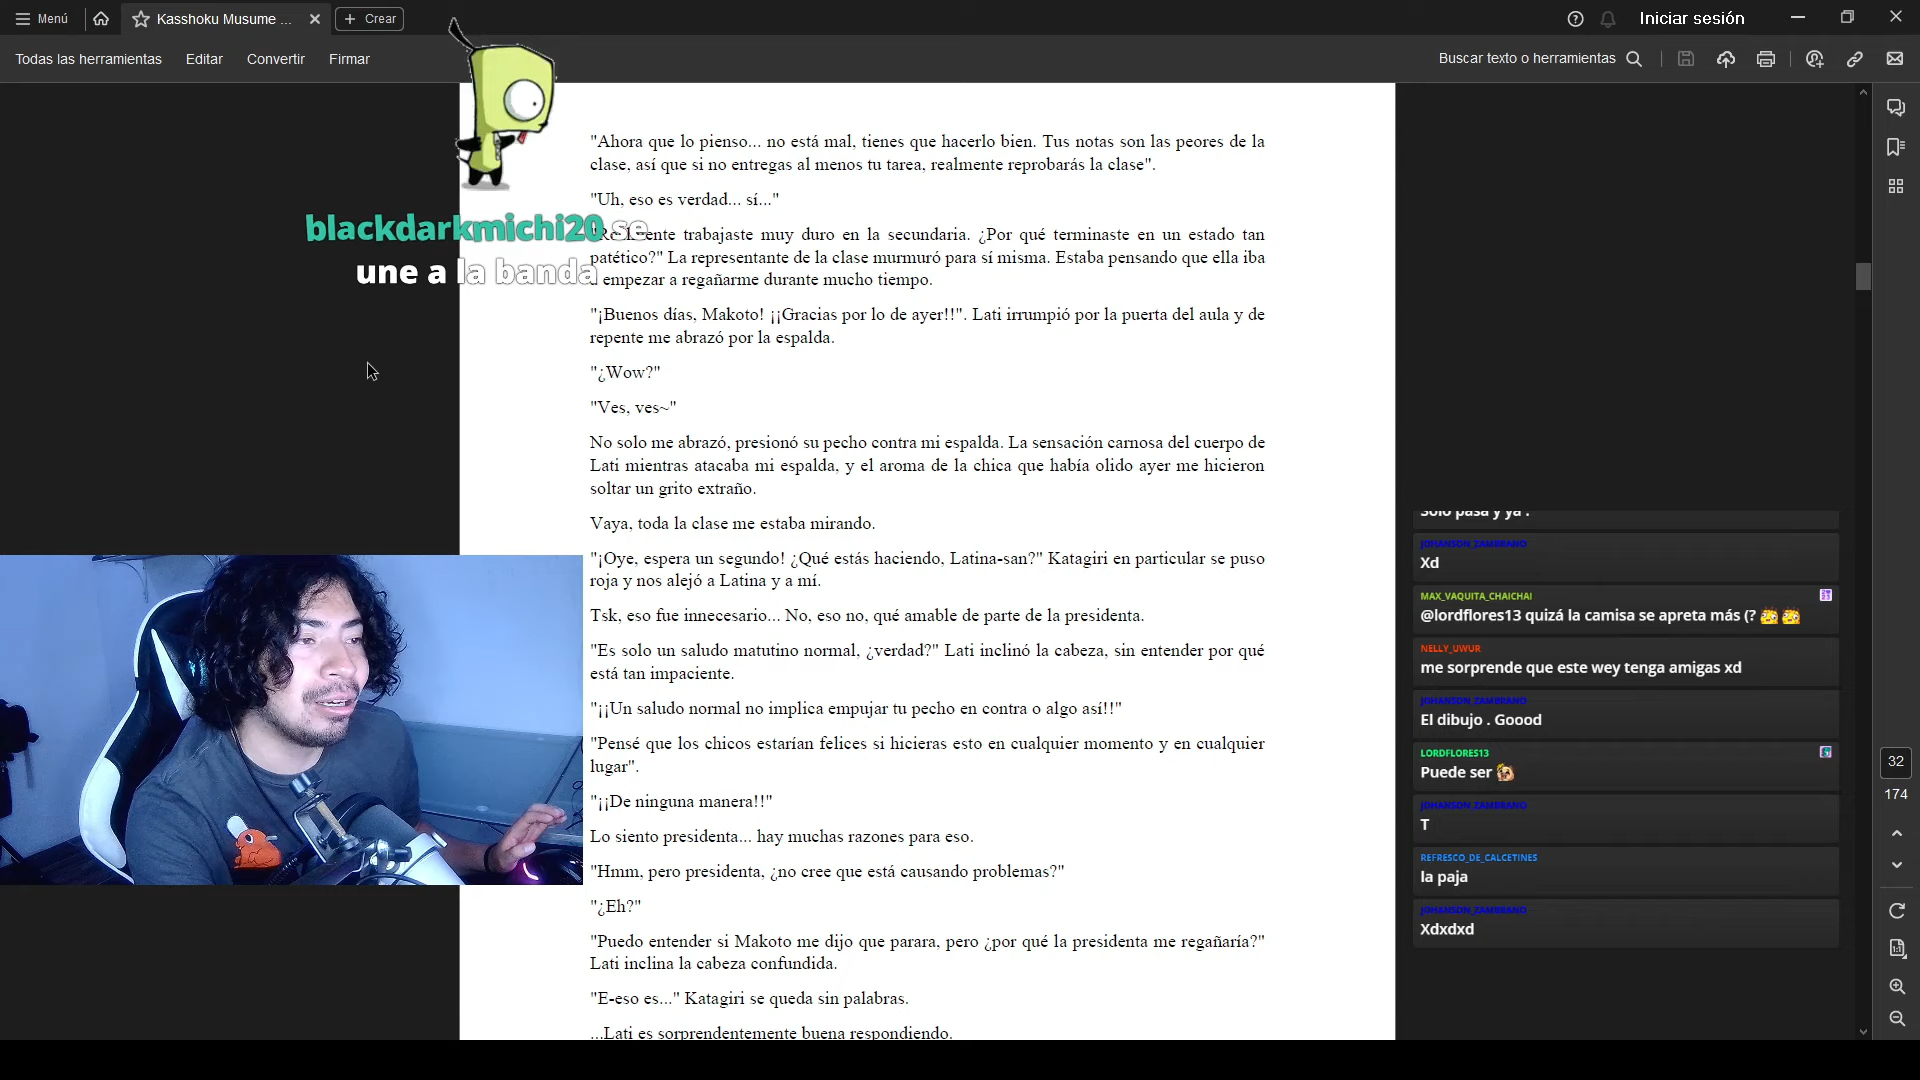 Menú
Kasshoku Musume ...
Crear
Iniciar sesión
Todas las herramientas
Editar
Convertir
Firmar
Buscar texto o herramientas
"Ahora que lo pienso... no está mal, tienes que hacerlo bien. Tus notas son las peores de la
clase, así que si no entregas al menos tu tarea, realmente reprobarás la clase".
"Uh, eso es verdad... sí..."
blackdarkmichi20 se
une a la banda
trabajaste muy duro en la secundaria. ¿Por qué terminaste en un estado tan
patético?" La representante de la clase murmuró para sí misma. Estaba pensando que ella iba
a empezar a regañarme durante mucho tiempo.
"¡Buenos días, Makoto! ¡¡Gracias por lo de ayer!!". Lati irrumpió por la puerta del aula y de
repente me abrazó por la espalda.
"¿Wow?"
"Ves, ves~"
No solo me abrazó, presionó su pecho contra mi espalda. La sensación carnosa del cuerpo de
Lati mientras atacaba mi espalda, y el aroma de la chica que había olido ayer me hicieron
soltar un grito extraño.
Vaya, toda la clase me estaba mirando.
"¡Oye, espera un segundo! ¿Qué estás haciendo, Latina-san?" Katagiri en particular se puso
roja y nos alejó a Latina y a mí.
Tsk, eso fue innecesario... No, eso no, qué amable de parte de la presidenta.
"Es solo un saludo matutino normal, ¿verdad?" Lati inclinó la cabeza, sin entender por qué
está tan impaciente.
"¡¡Un saludo normal no implica empujar tu pecho en contra o algo así!!"
"Pensé que los chicos estarían felices si hicieras esto en cualquier momento y en cualquier
lugar".
"¡¡De ninguna manera!!"
Lo siento presidenta... hay muchas razones para eso.
"Hmm, pero presidenta, ¿no cree que está causando problemas?"
"¿Eh?"
"Puedo entender si Makoto me dijo que parara, pero ¿por qué la presidenta me regañaría?"
Lati inclina la cabeza confundida.
"E-eso es..." Katagiri se queda sin palabras.
...Lati es sorprendentemente buena respondiendo.
Solo pasa y ya .
JOHANSON_ZAMBRANO
Xd
MAX_VAQUITA_CHAICHAI
@lordflores13 quizá la camisa se apreta más (?
NELLY_UWUR
me sorprende que este wey tenga amigas xd
JOHANSON_ZAMBRANO
El dibujo . Goood
LORDFLORES13
Puede ser
JOHANSON_ZAMBRANO
T
REFRESCO_DE_CALCETINES
la paja
JOHANSON_ZAMBRANO
Xdxdxd
32
174